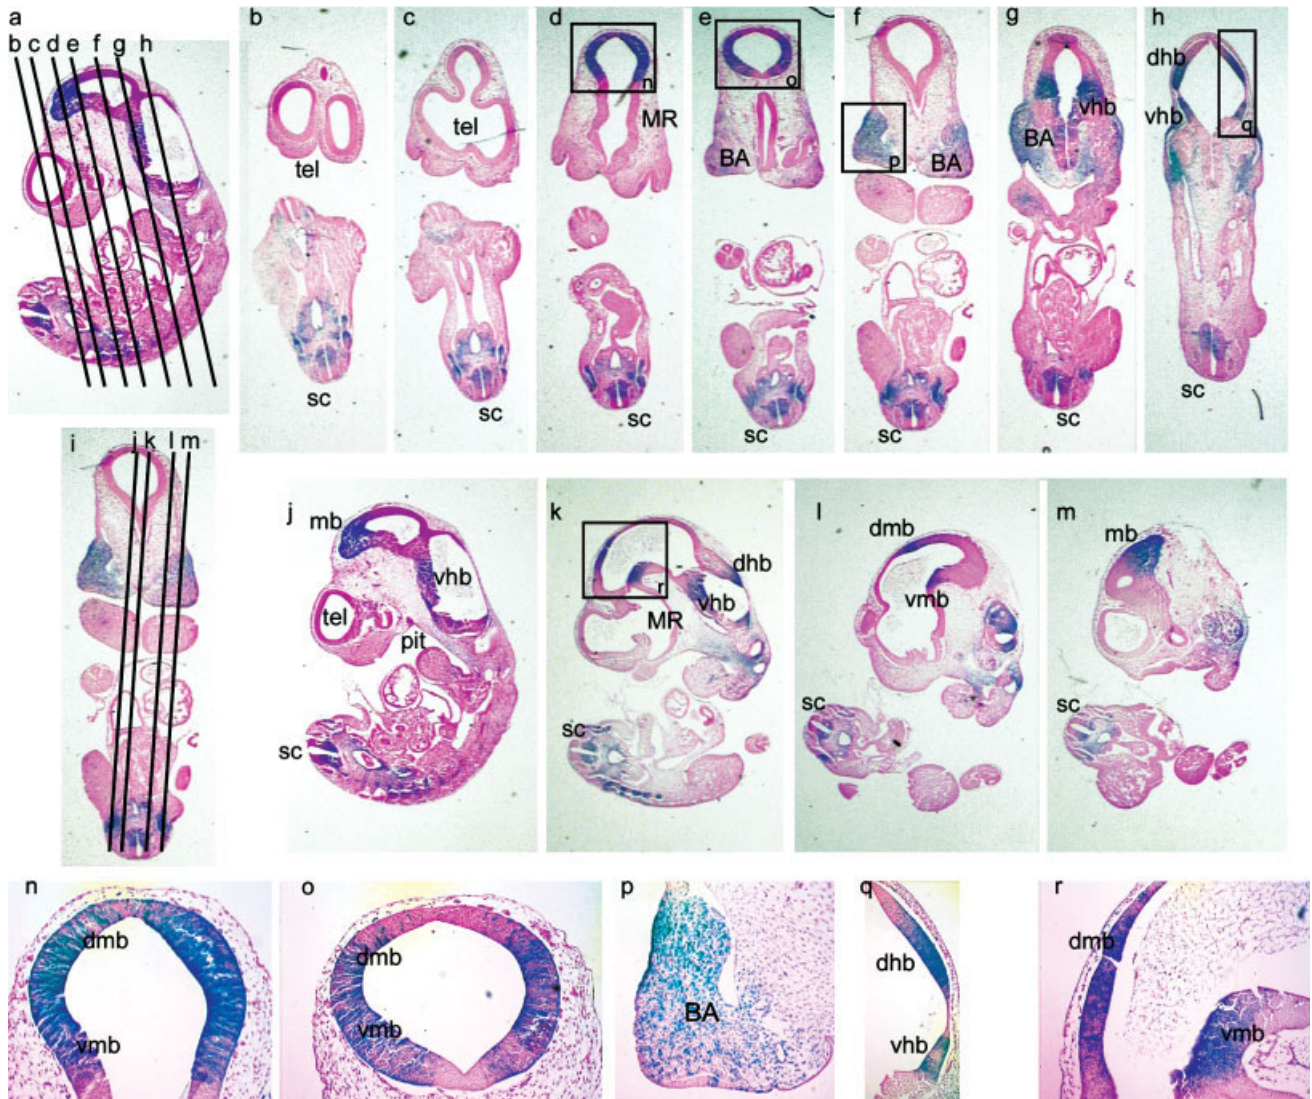 a
b c d e f g h
b
tel
sc
c
tel
sc
d
n
MR
sc
e
o
BA
sc
f
p
BA
sc
g
vhb
BA
sc
h
dhb
vhb
q
sc
i
j k l m
j
mb
vhb
tel
pit
sc
k
dhb
vhb
r
MR
sc
l
dmb
vmb
sc
m
mb
sc
n
dmb
vmb
o
dmb
vmb
p
BA
q
dhb
vhb
r
dmb
vmb